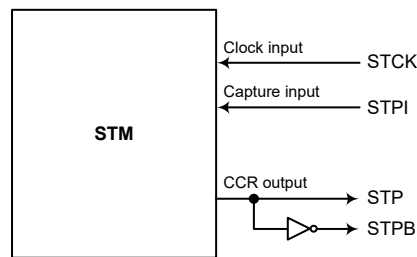 Clock input
STCK
Capture input
STPI
STM
CCR output
STP
STPB